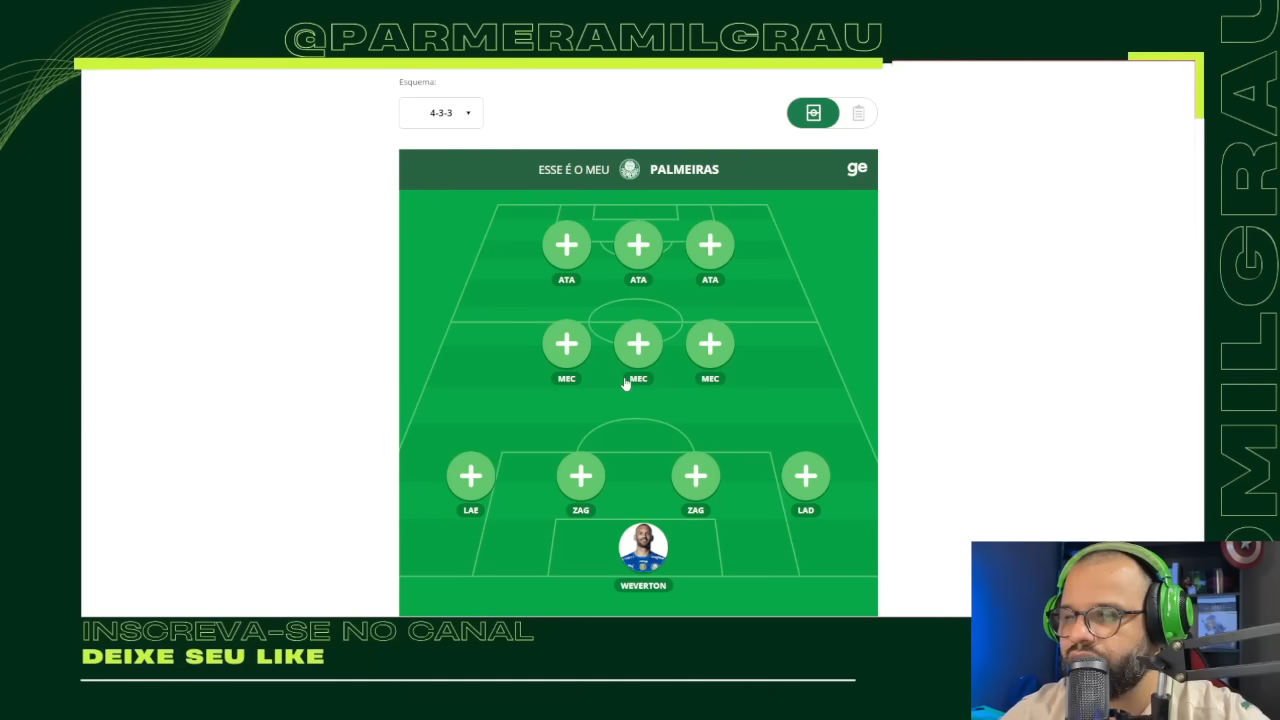 @PARMERAMILGRAU
Esquema:
4-3-3
ESSE É O MEU PALMEIRAS
ge
ATA ATA ATA
MEC MEC MEC
LAE ZAG ZAG LAD
WEVERTON
INSCREVA-SE NO CANAL
DEIXE SEU LIKE
OMILGRAU